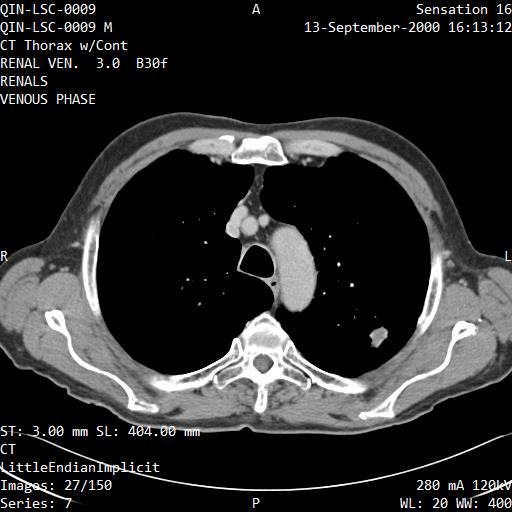 QIN-LSC-0009
QIN-LSC-0009 M
CT Thorax w/Cont
RENAL VEN. 3.0 B30f
RENALS
VENOUS PHASE
A
Sensation 16
13-September-2000 16:13:12
R
L
ST: 3.00 mm SL: 404.00 mm
CT
LittleEndianImplicit
Images: 27/150
Series: 7
P
280 mA 120kV
WL: 20 WW: 400